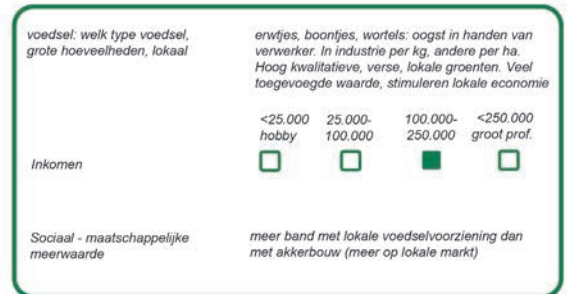 voedsel: welk type voedsel,
grote hoeveelheden, lokaal
erwtjes, boontjes, wortels: oogst in handen van
verwerker. In industrie per kg, andere per ha.
Hoog kwalitatieve, verse, lokale groenten. Veel
toegevoegde waarde, stimuleren lokale economie
<25.000 25.000- 100.000- <250.000
hobby 100.000 250.000 groot prof.
Inkomen
Sociaal - maatschappelijke
meerwaarde
meer band met lokale voedselvoorziening dan
met akkerbouw (meer op lokale markt)